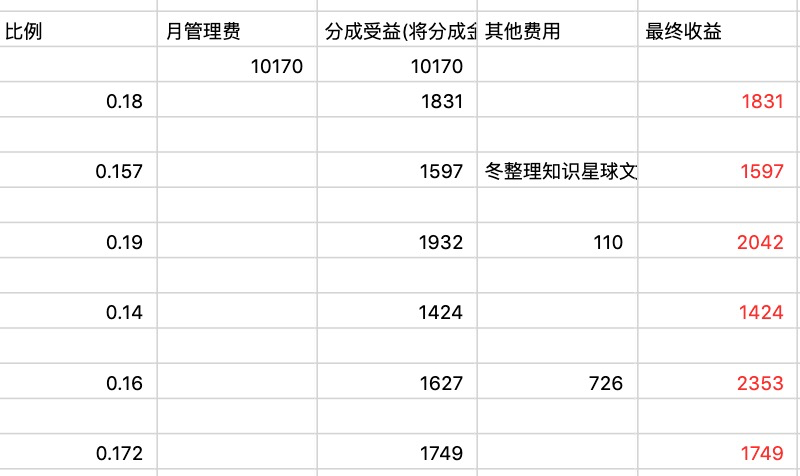 比例 月管理费 分成受益(将分成金 其他费用 最终收益
10170 10170
0.18 1831 1831
0.157 1597 冬整理知识星球文 1597
0.19 1932 110 2042
0.14 1424 1424
0.16 1627 726 2353
0.172 1749 1749